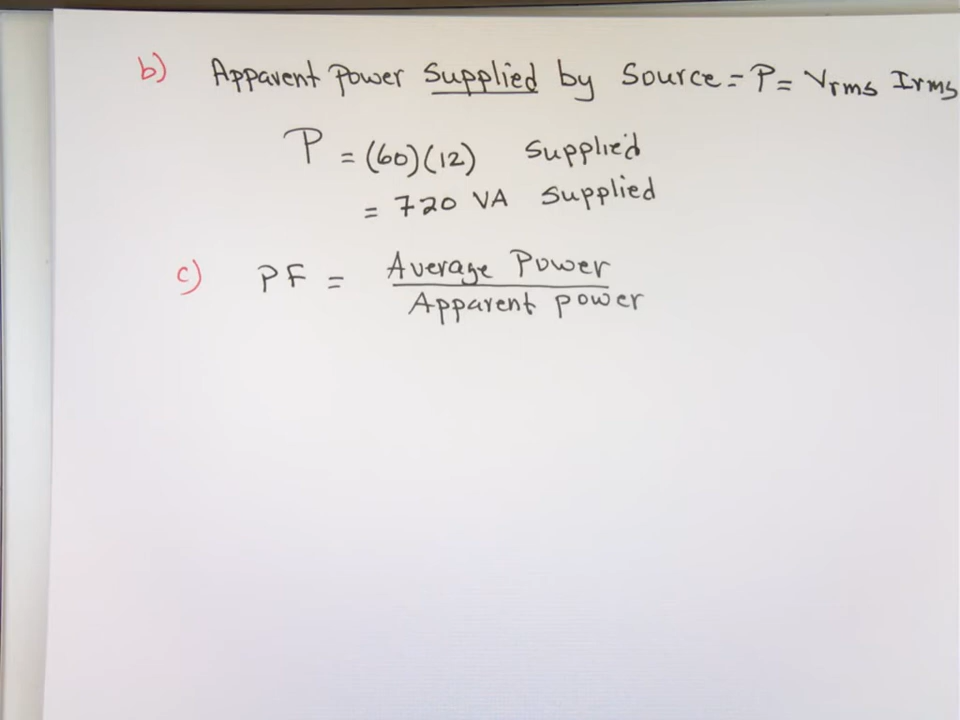 b) Apparent Power Supplied by Source = P = Vrms Irms
P = (60)(12) Supplied
= 720 VA Supplied
c) PF = Average Power
Apparent power